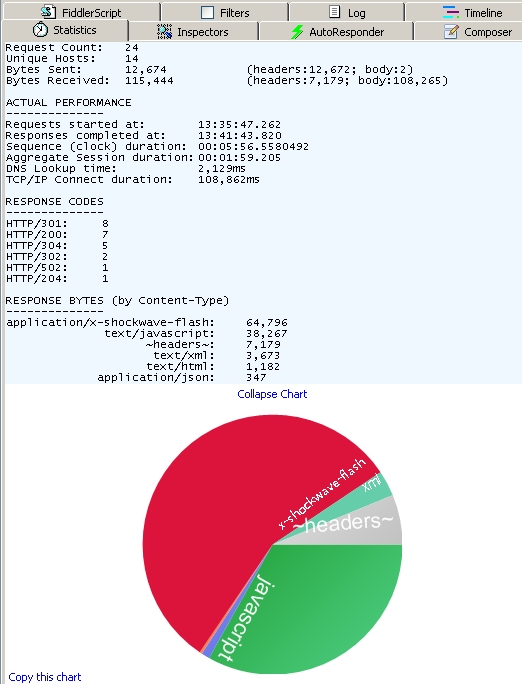 FiddlerScript Filters Log Timeline
Statistics Inspectors AutoResponder Composer
Request Count: 24
Unique Hosts: 14
Bytes Sent: 12,674 (headers:12,672; body:2)
Bytes Received: 115,444 (headers:7,179; body:108,265)
ACTUAL PERFORMANCE
--------------
Requests started at: 13:35:47.262
Responses completed at: 13:41:43.820
Sequence (clock) duration: 00:05:56.5580492
Aggregate Session duration: 00:01:59.205
DNS Lookup time: 2,129ms
TCP/IP Connect duration: 108,862ms
RESPONSE CODES
--------------
HTTP/301: 8
HTTP/200: 7
HTTP/304: 5
HTTP/302: 2
HTTP/502: 1
HTTP/204: 1
RESPONSE BYTES (by Content-Type)
--------------
application/x-shockwave-flash: 64,796
text/javascript: 38,267
~headers~: 7,179
text/xml: 3,673
text/html: 1,182
application/json: 347
Collapse Chart
x-shockwave-flash
xml
~headers~
javascript
Copy this chart